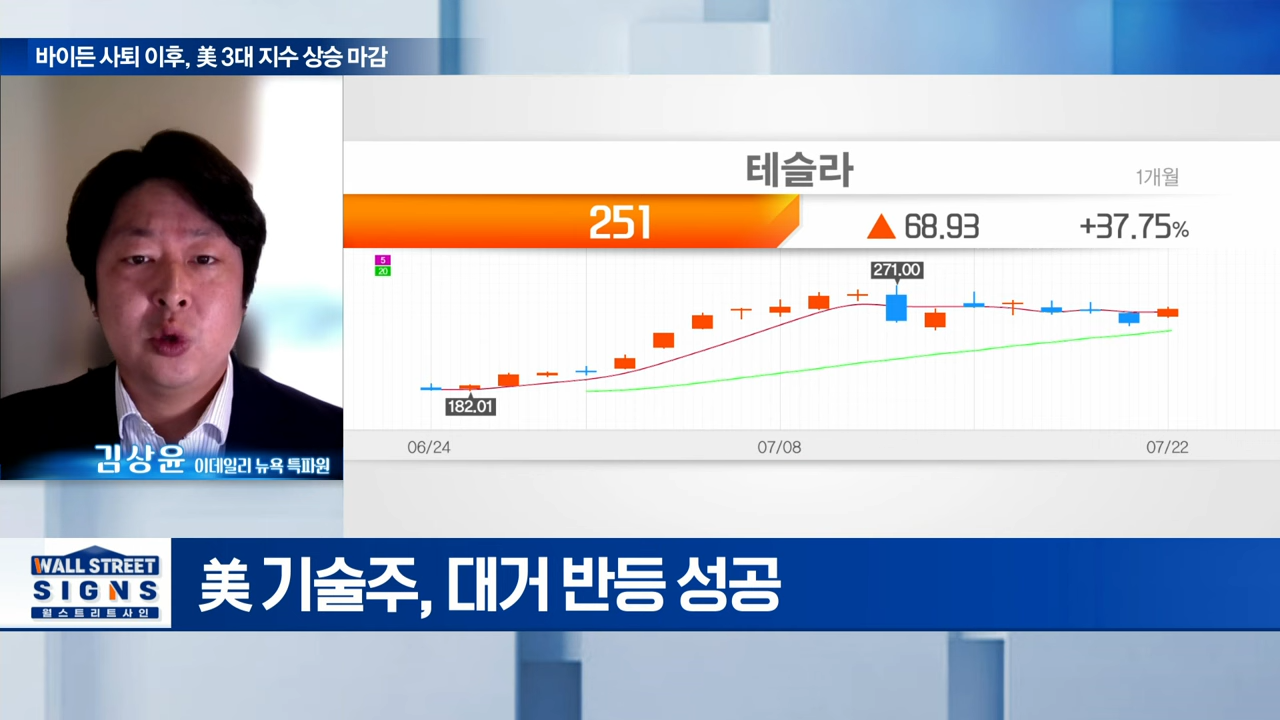 바이든 사퇴 이후, 美 3대 지수 상승 마감
테슬라
1개월
251
▲ 68.93
+37.75%
5
20
271.00
182.01
06/24
07/08
07/22
김상윤 이데일리 뉴욕 특파원
WALL STREET
SIGNS
월스트리트사인
美 기술주, 대거 반등 성공